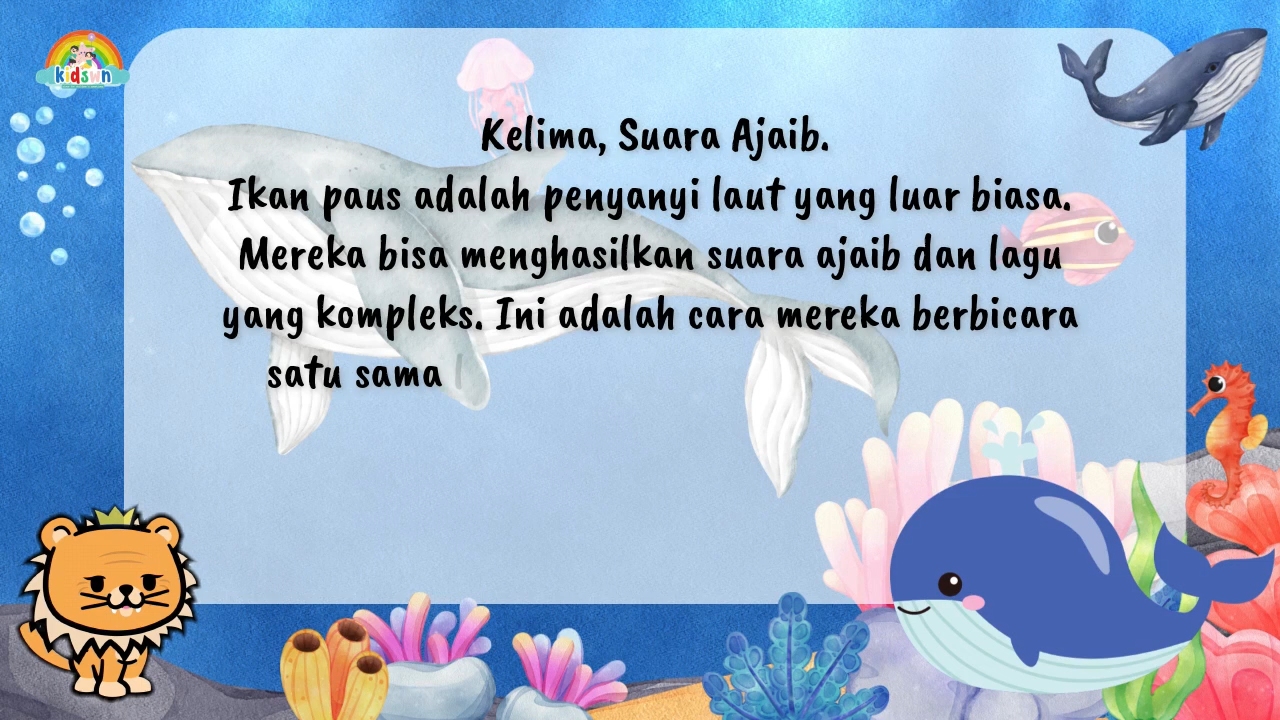 kidswn
Kelima, Suara Ajaib.
Ikan paus adalah penyanyi laut yang luar biasa.
Mereka bisa menghasilkan suara ajaib dan lagu
yang kompleks. Ini adalah cara mereka berbicara
satu sama